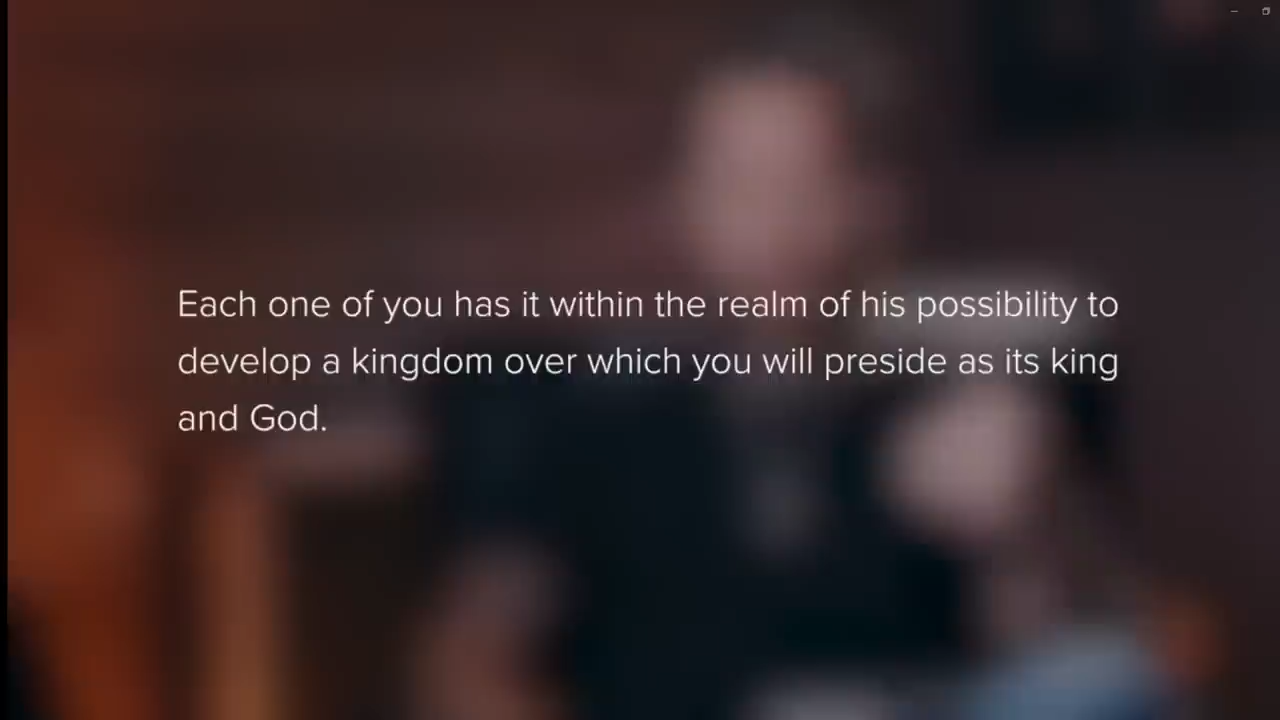 Each one of you has it within the realm of his possibility to
develop a kingdom over which you will preside as its king
and God.